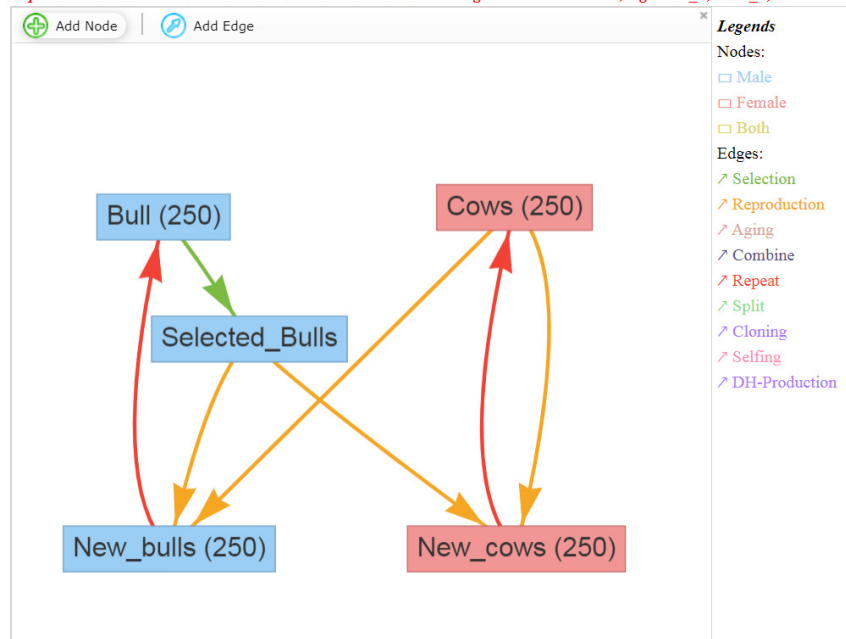 Add Node
Add Edge
Legends
Nodes:
Male
Female
Both
Edges:
Selection
Reproduction
Aging
Combine
Repeat
Split
Cloning
Selfing
DH-Production
Bull (250)
Cows (250)
Selected_Bulls
New_bulls (250)
New_cows (250)